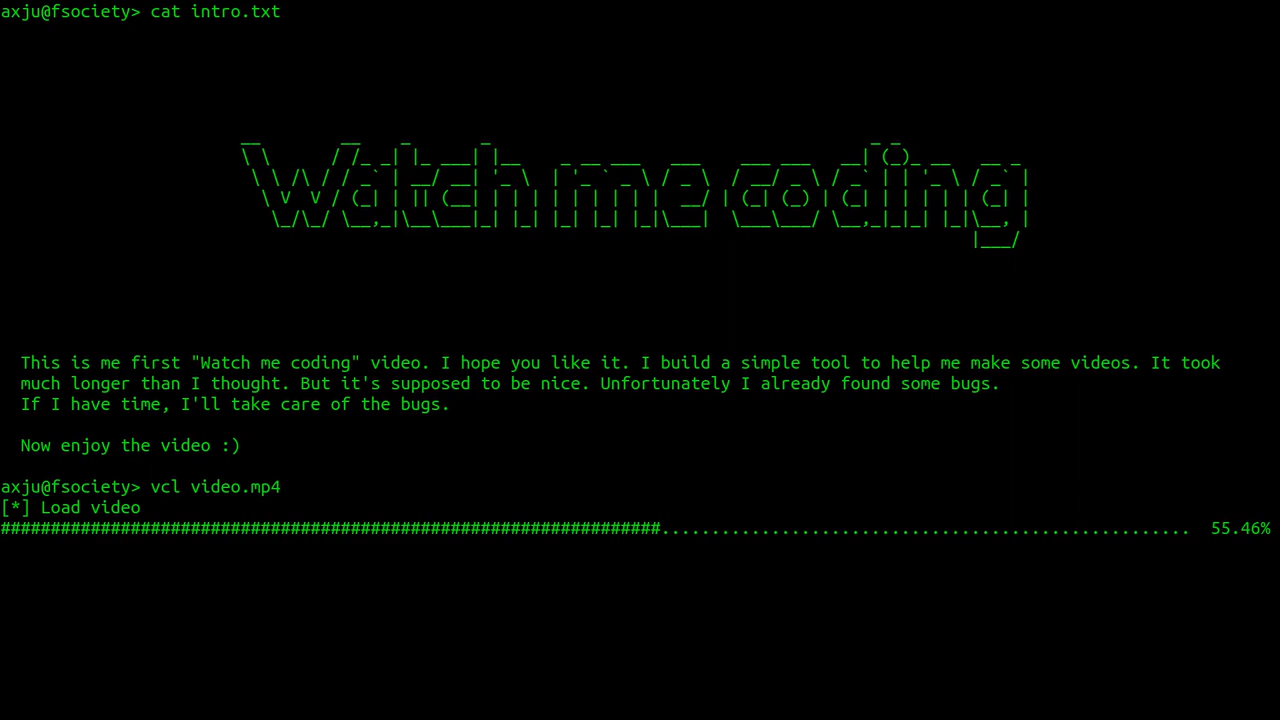 axju@fsociety> cat intro.txt
Watch me coding
This is me first "Watch me coding" video. I hope you like it. I build a simple tool to help me make some videos. It took
much longer than I thought. But it's supposed to be nice. Unfortunately I already found some bugs.
If I have time, I'll take care of the bugs.
Now enjoy the video :)
axju@fsociety> vcl video.mp4
[*] Load video
##################################################################..................................................... 55.46%